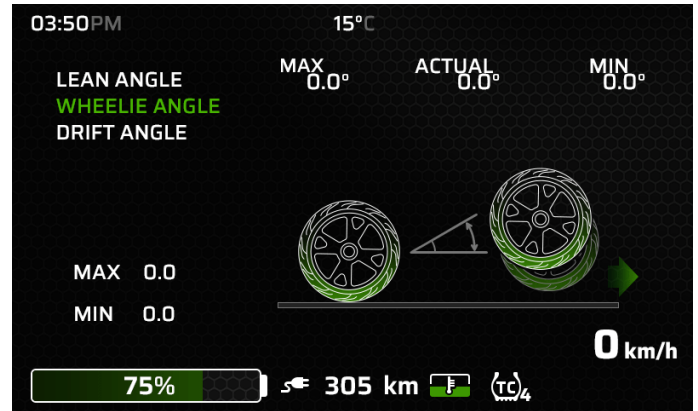 03:50PM 15°C
MAX ACTUAL MIN
0.0° 0.0° 0.0°
LEAN ANGLE
WHEELIE ANGLE
DRIFT ANGLE
MAX 0.0
MIN 0.0
0 km/h
75% 305 km TC 4